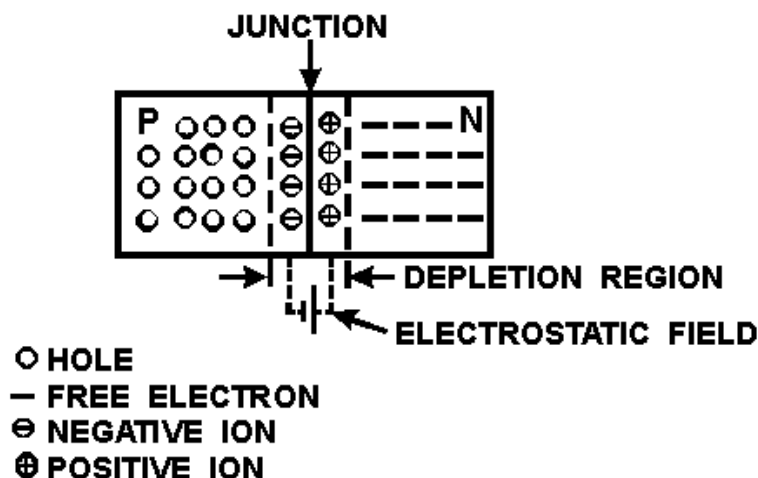 JUNCTION
P N
DEPLETION REGION
ELECTROSTATIC FIELD
HOLE
FREE ELECTRON
NEGATIVE ION
POSITIVE ION